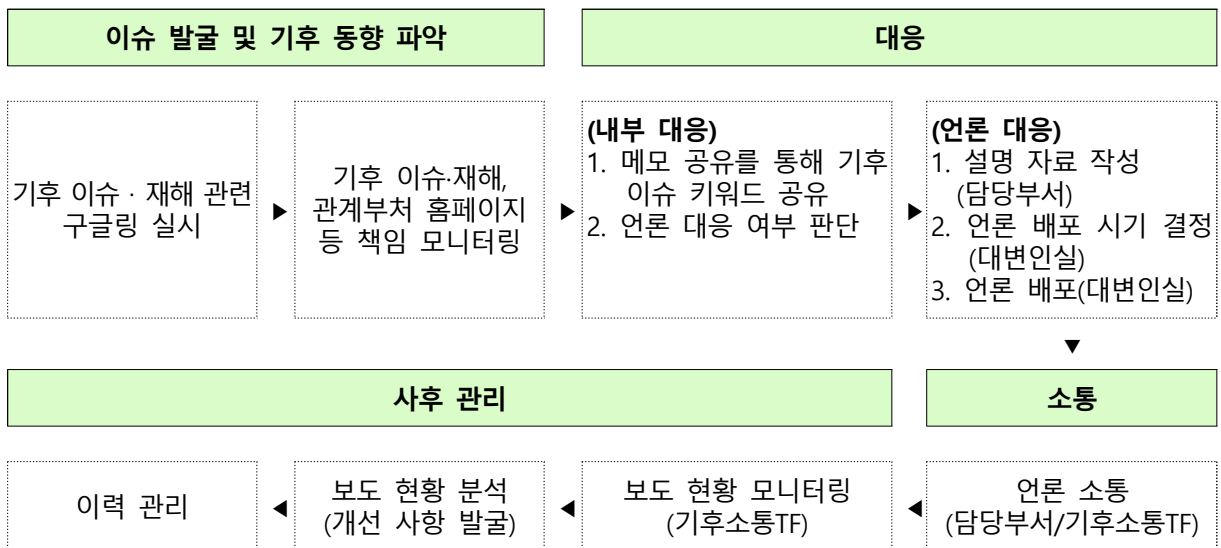 이슈 발굴 및 기후 동향 파악
대응
기후 이슈 · 재해 관련
구글링 실시
▶
기후 이슈·재해,
관계부처 홈페이지
등 책임 모니터링
▶
(내부 대응)
1. 메모 공유를 통해 기후
이슈 키워드 공유
2. 언론 대응 여부 판단
▶
(언론 대응)
1. 설명 자료 작성
(담당부서)
2. 언론 배포 시기 결정
(대변인실)
3. 언론 배포(대변인실)
▼
사후 관리
소통
이력 관리
◀
보도 현황 분석
(개선 사항 발굴)
◀
보도 현황 모니터링
(기후소통TF)
◀
언론 소통
(담당부서/기후소통TF)